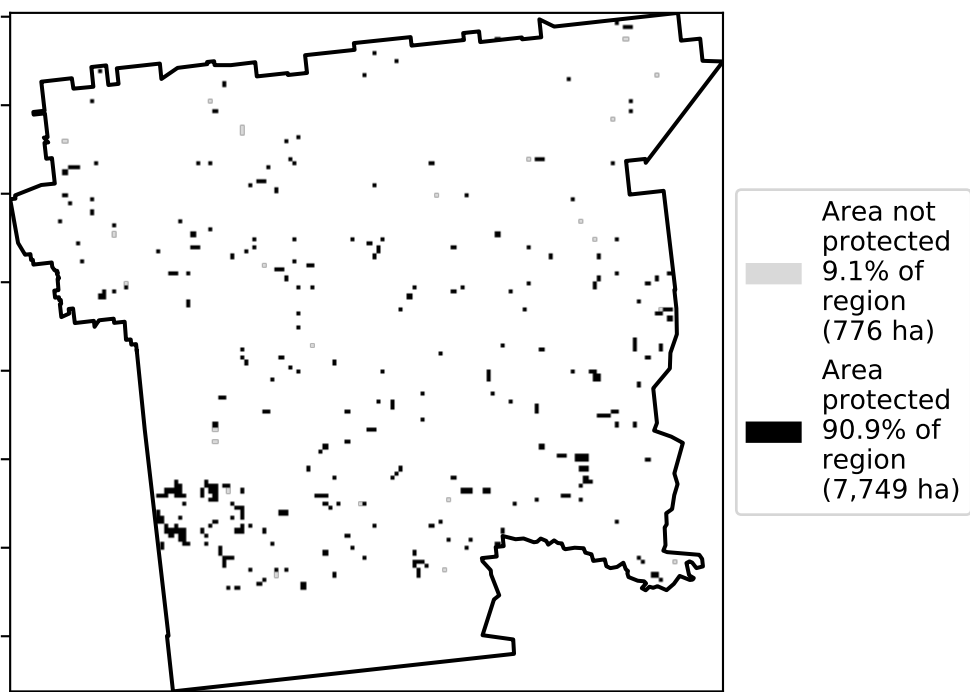 Area not
protected
9.1% of
region
(776 ha)
Area
protected
90.9% of
region
(7,749 ha)